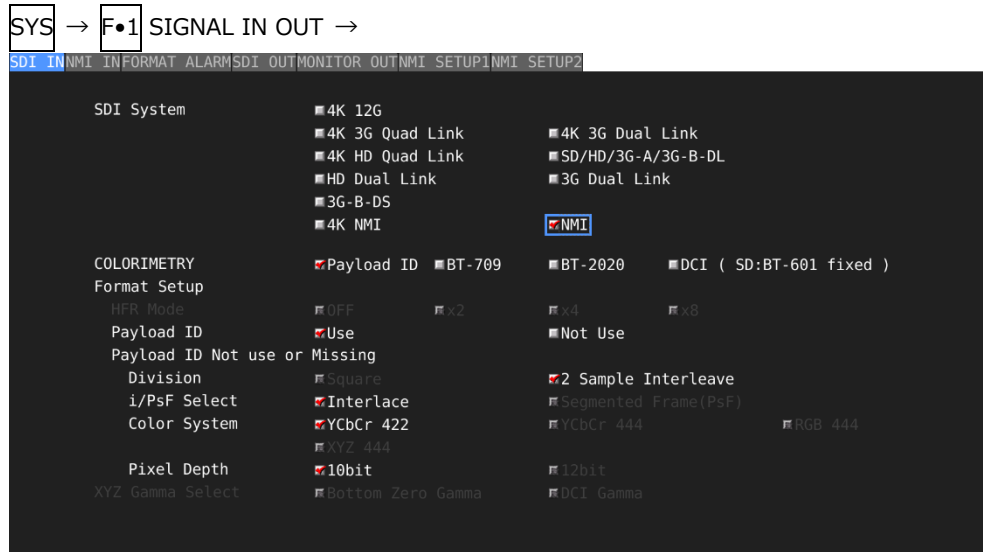 SYS → F•1 SIGNAL IN OUT →
SDI IN NMI IN FORMAT ALARM SDI OUT MONITOR OUT NMI SETUP1 NMI SETUP2
SDI System 4K 12G
4K 3G Quad Link 4K 3G Dual Link
4K HD Quad Link SD/HD/3G-A/3G-B-DL
HD Dual Link 3G Dual Link
3G-B-DS
4K NMI NMI
COLORIMETRY Payload ID BT-709 BT-2020 DCI ( SD:BT-601 fixed )
Format Setup
HFR Mode OFF x2 x4 x8
Payload ID Use Not Use
Payload ID Not use or Missing
Division Square 2 Sample Interleave
i/PsF Select Interlace Segmented Frame(PsF)
Color System YCbCr 422 YCbCr 444 RGB 444
XYZ 444
Pixel Depth 10bit 12bit
XYZ Gamma Select Bottom Zero Gamma DCI Gamma